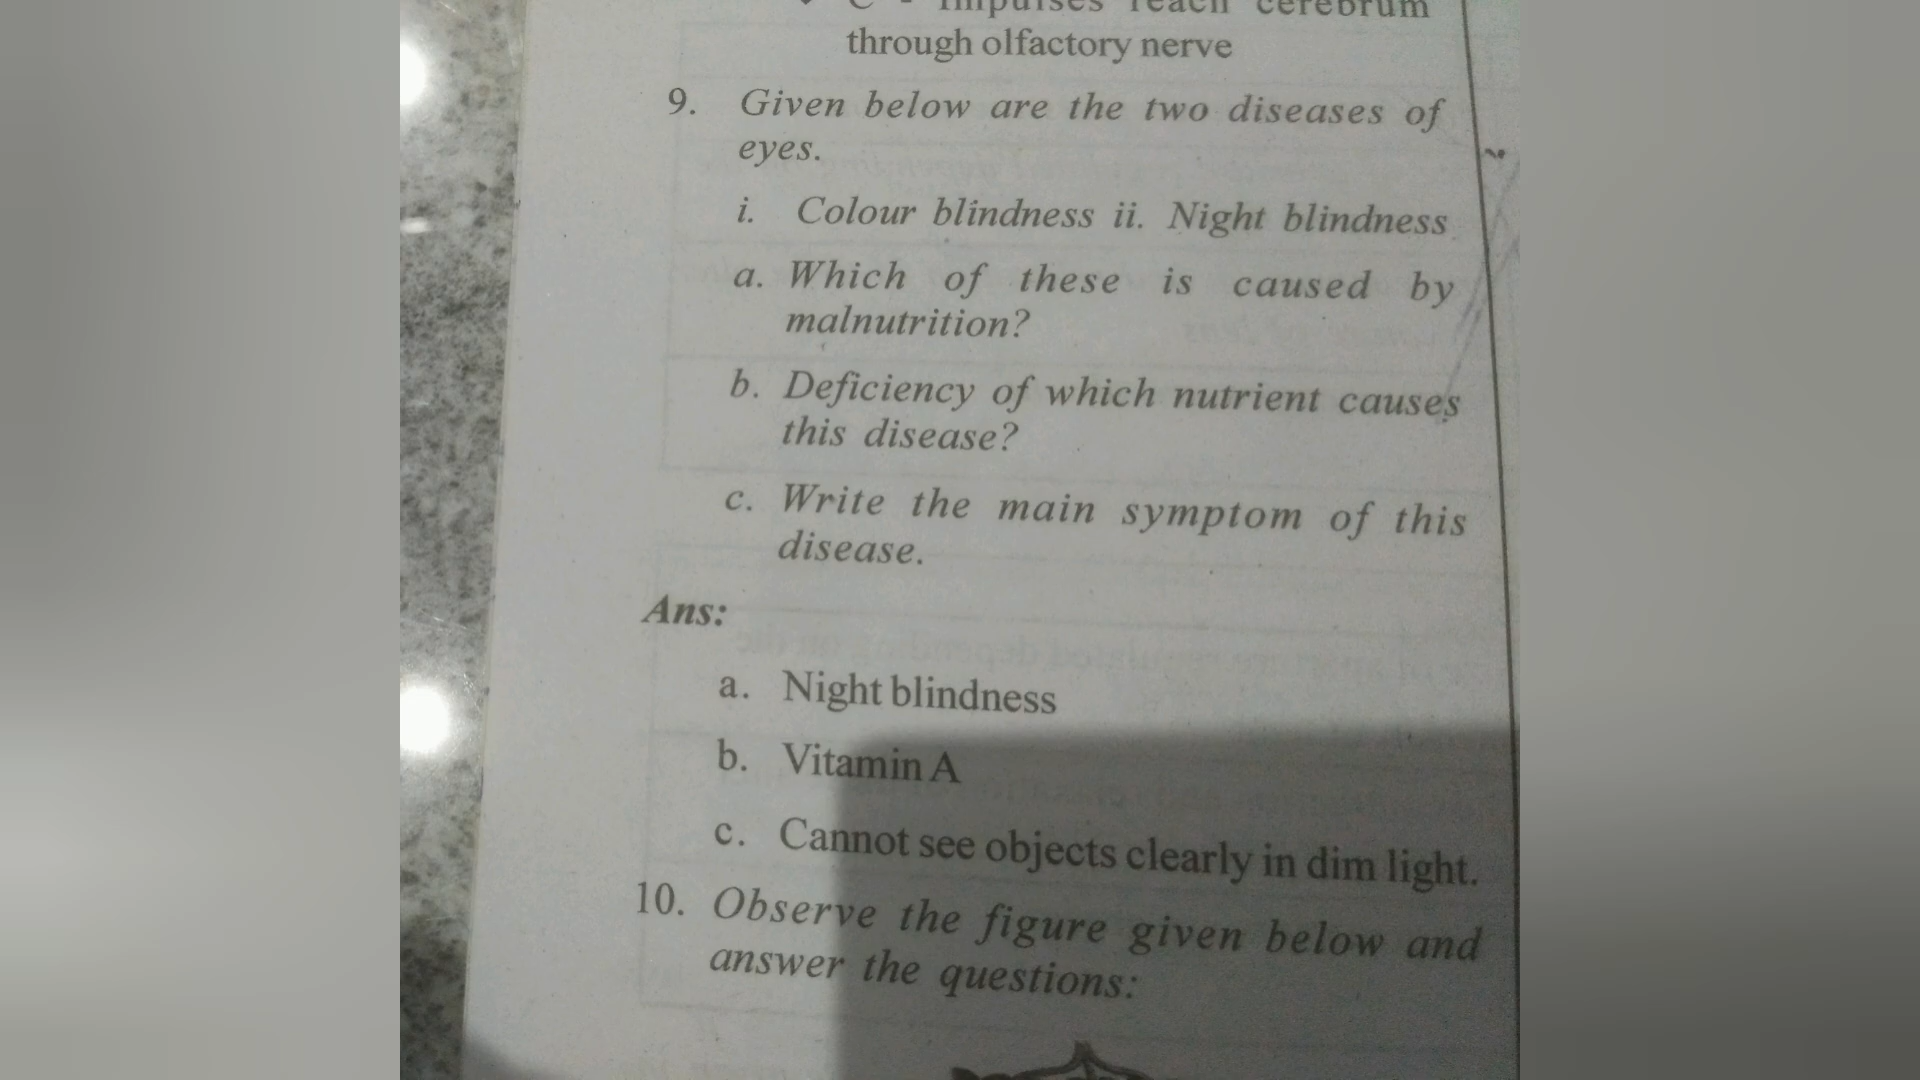 C - Impulses reach cerebrum
through olfactory nerve
9. Given below are the two diseases of
eyes.
i. Colour blindness ii. Night blindness
a. Which of these is caused by
malnutrition?
b. Deficiency of which nutrient causes
this disease?
c. Write the main symptom of this
disease.
Ans:
a. Night blindness
b. Vitamin A
c. Cannot see objects clearly in dim light.
10. Observe the figure given below and
answer the questions: